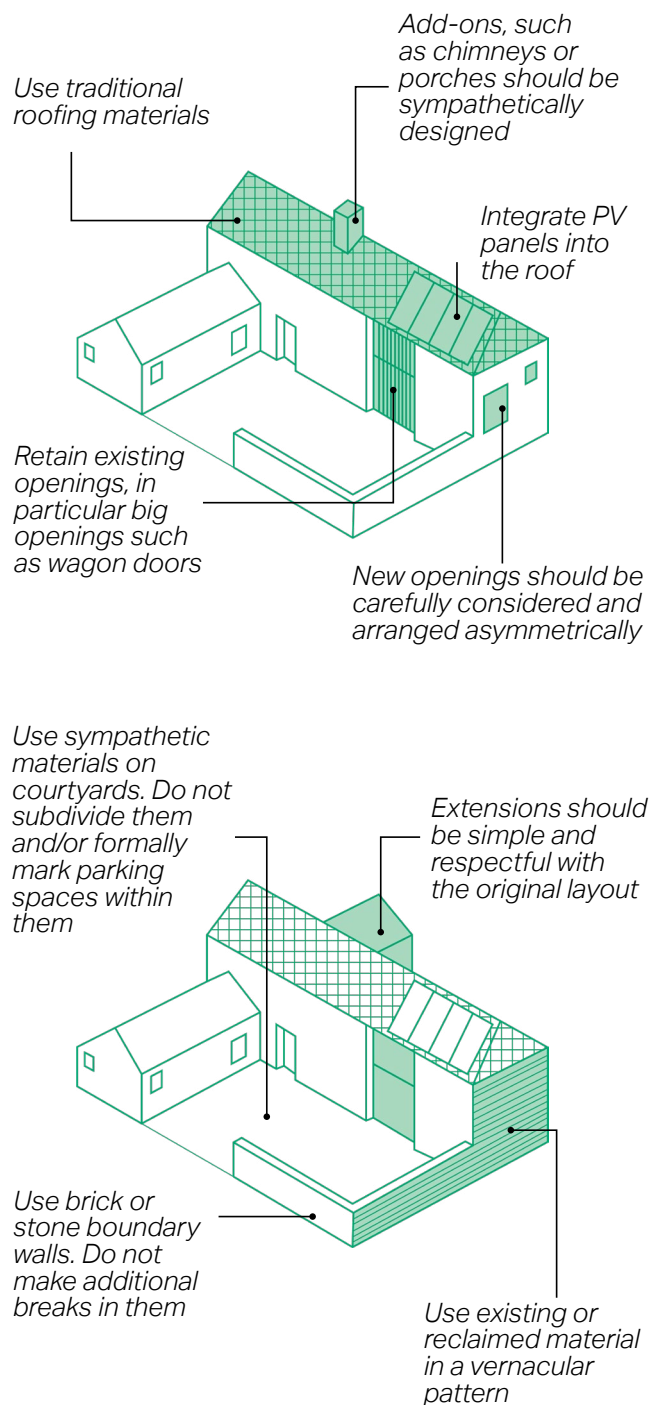 Add-ons, such
as chimneys or
porches should be
sympathetically
designed
Use traditional
roofing materials
Integrate PV
panels into
the roof
Retain existing
openings, in
particular big
openings such
as wagon doors
New openings should be
carefully considered and
arranged asymmetrically
Use sympathetic
materials on
courtyards. Do not
subdivide them
and/or formally
mark parking
spaces within
them
Extensions should
be simple and
respectful with
the original layout
Use brick or
stone boundary
walls. Do not
make additional
breaks in them
Use existing or
reclaimed material
in a vernacular
pattern